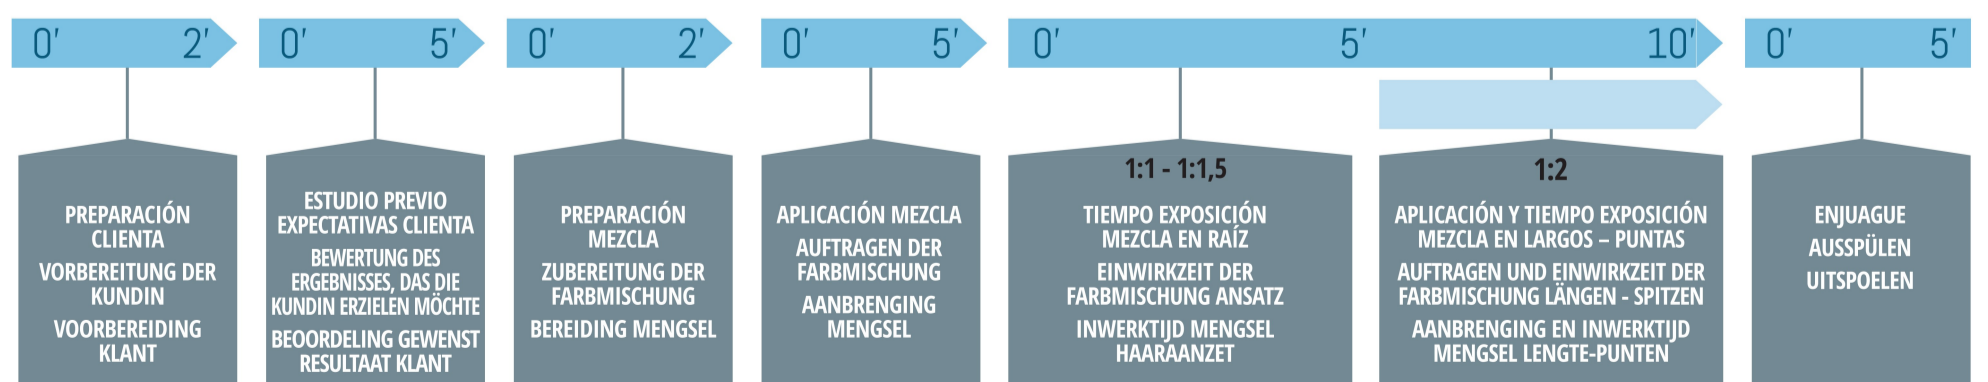 0' 2'
0' 5'
0' 2'
0' 5'
0' 5' 10'
0' 5'
PREPARACIÓN
CLIENTA
VORBEREITUNG DER
KUNDIN
VOORBEREIDING
KLANT
ESTUDIO PREVIO
EXPECTATIVAS CLIENTA
BEWERTUNG DES
ERGEBNISSES, DAS DIE
KUNDIN ERZIELEN MÖCHTE
BEOORDELING GEWENST
RESULTAAT KLANT
PREPARACIÓN
MEZCLA
ZUBEREITUNG DER
FARBMISCHUNG
BEREIDING MENGSEL
APLICACIÓN MEZCLA
AUFTRAGEN DER
FARBMISCHUNG
AANBRENGING
MENGSEL
1:1 - 1:1,5
TIEMPO EXPOSICIÓN
MEZCLA EN RAÍZ
EINWIRKZEIT DER
FARBMISCHUNG ANSATZ
INWERKTIJD MENGSEL
HAARAANZET
1:2
APLICACIÓN Y TIEMPO EXPOSICIÓN
MEZCLA EN LARGOS – PUNTAS
AUFTRAGEN UND EINWIRKZEIT DER
FARBMISCHUNG LÄNGEN - SPITZEN
AANBRENGING EN INWERKTIJD
MENGSEL LENGTE-PUNTEN
ENJUAGUE
AUSSPÜLEN
UITSPOELEN